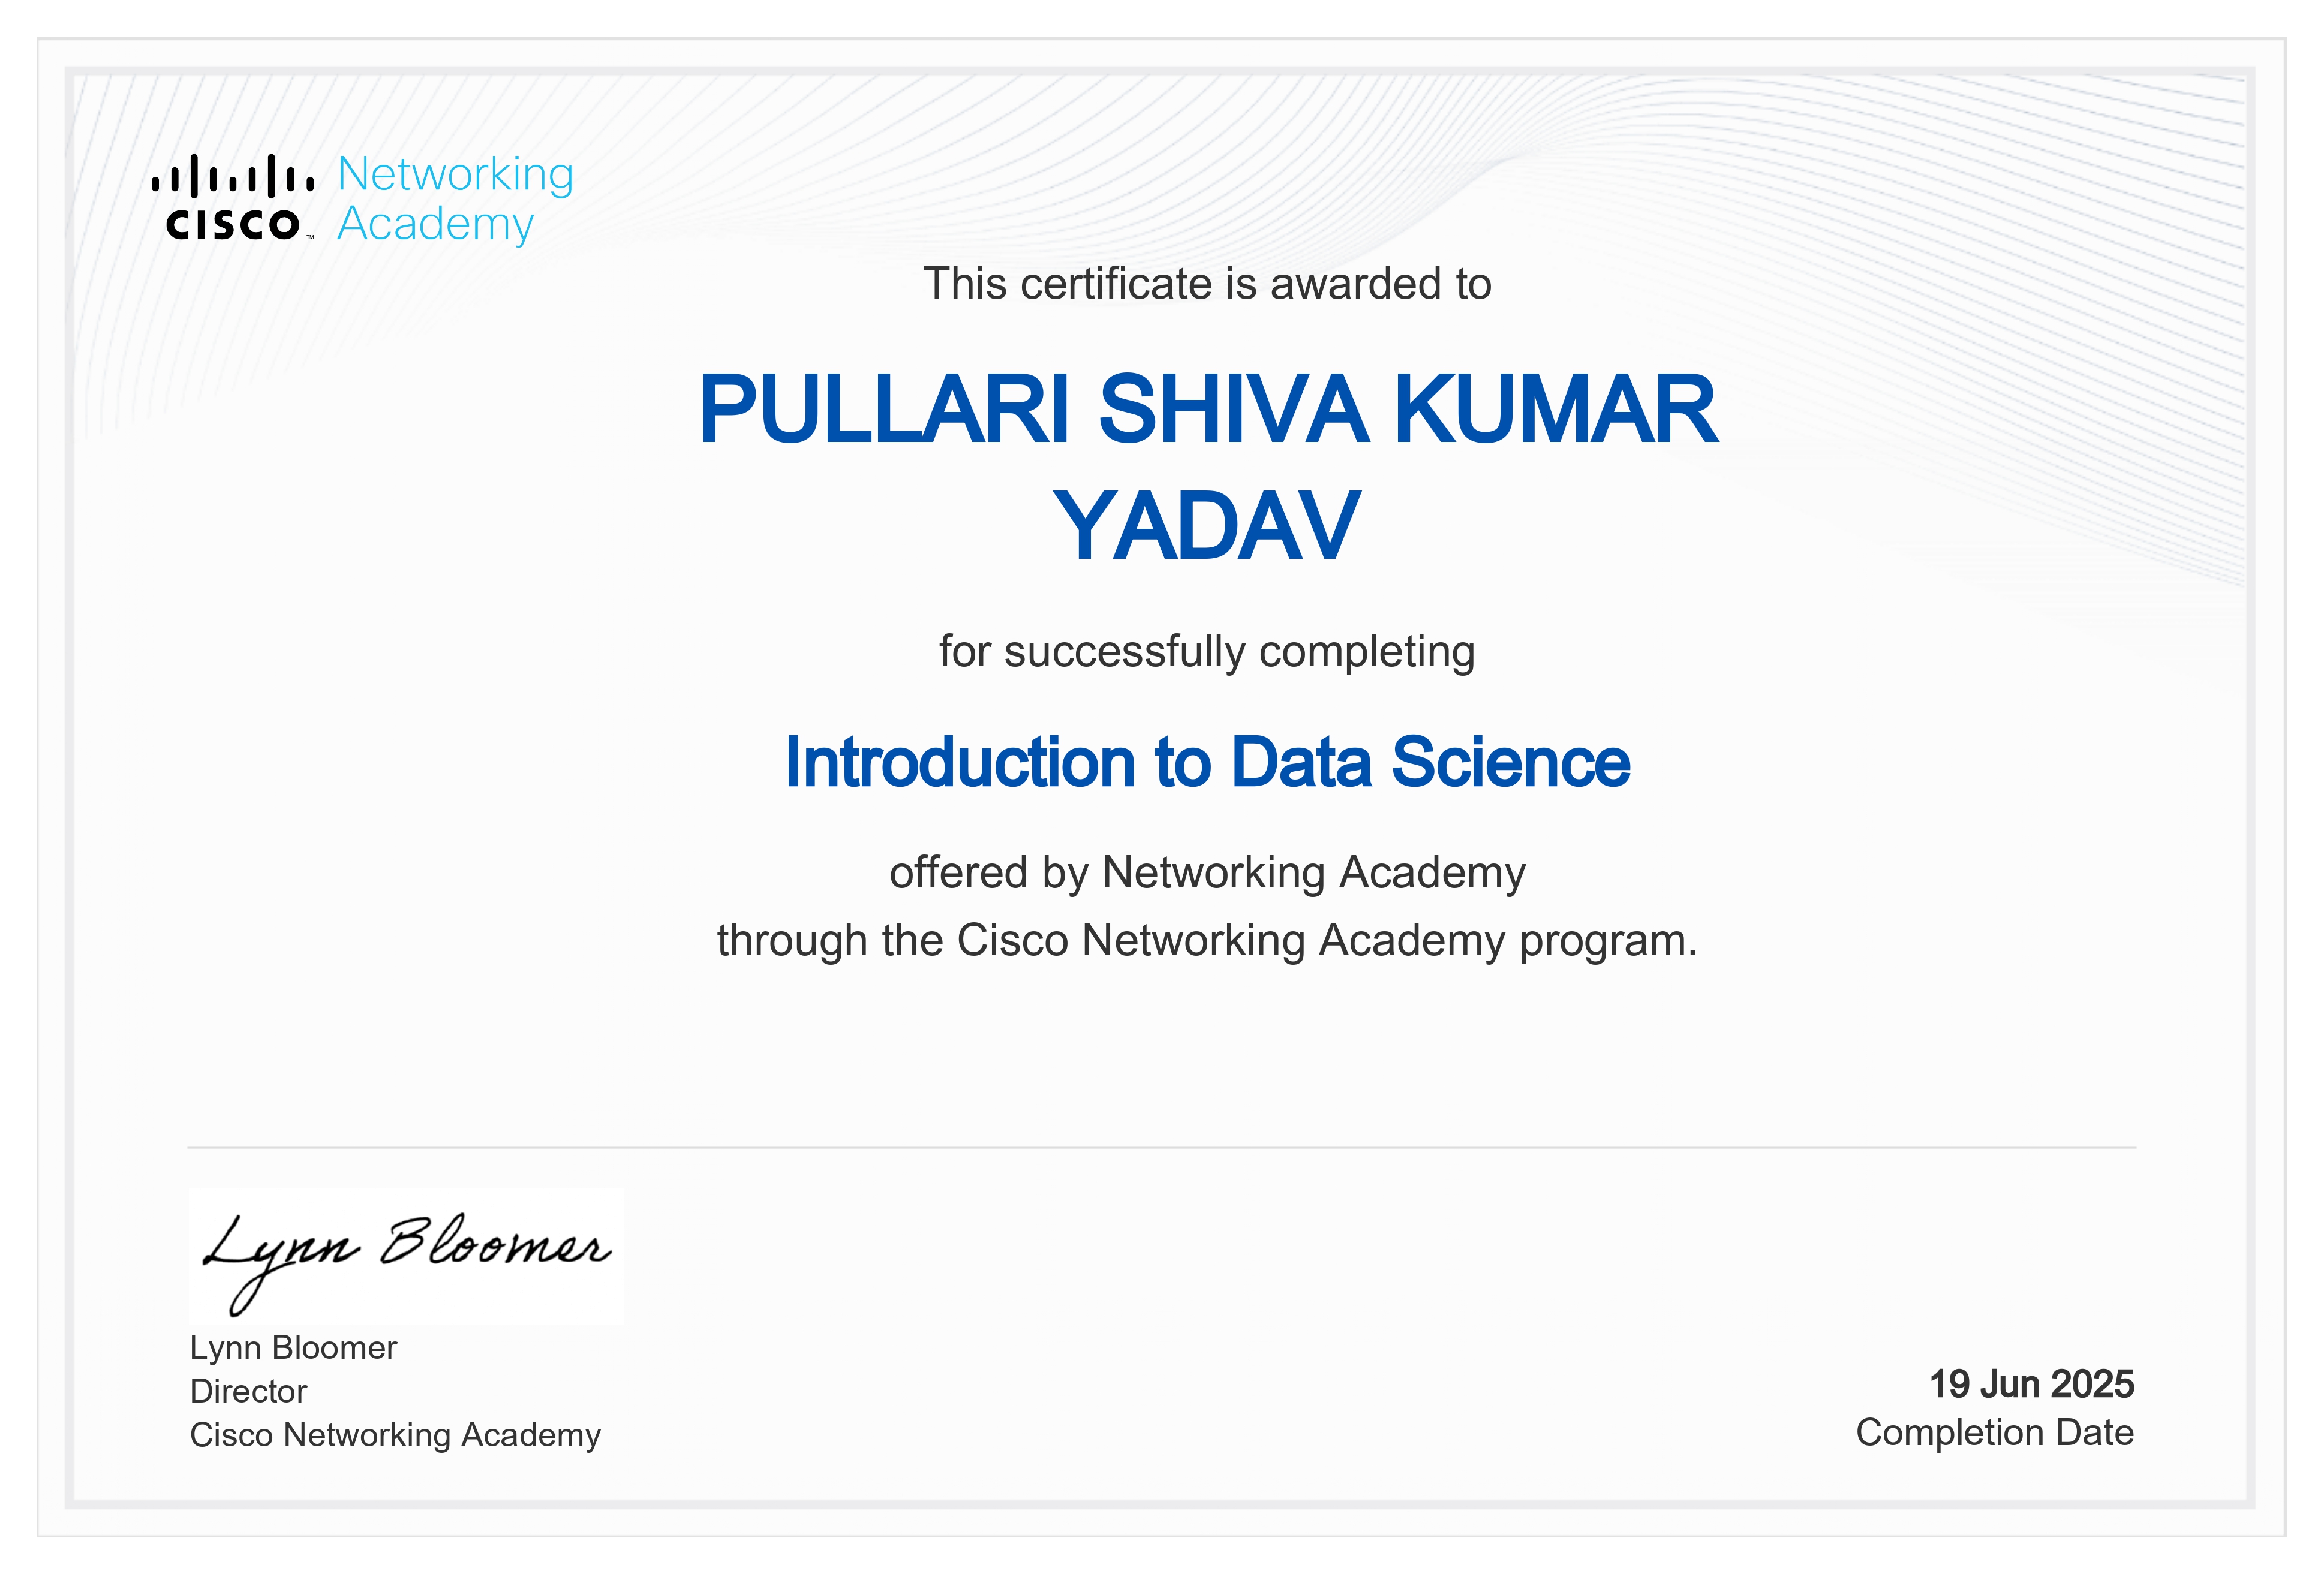 Networking
CISCO™ Academy
This certificate is awarded to
PULLARI SHIVA KUMAR
YADAV
for successfully completing
Introduction to Data Science
offered by Networking Academy
through the Cisco Networking Academy program.
Lynn Bloomer
Lynn Bloomer
Director
Cisco Networking Academy
19 Jun 2025
Completion Date